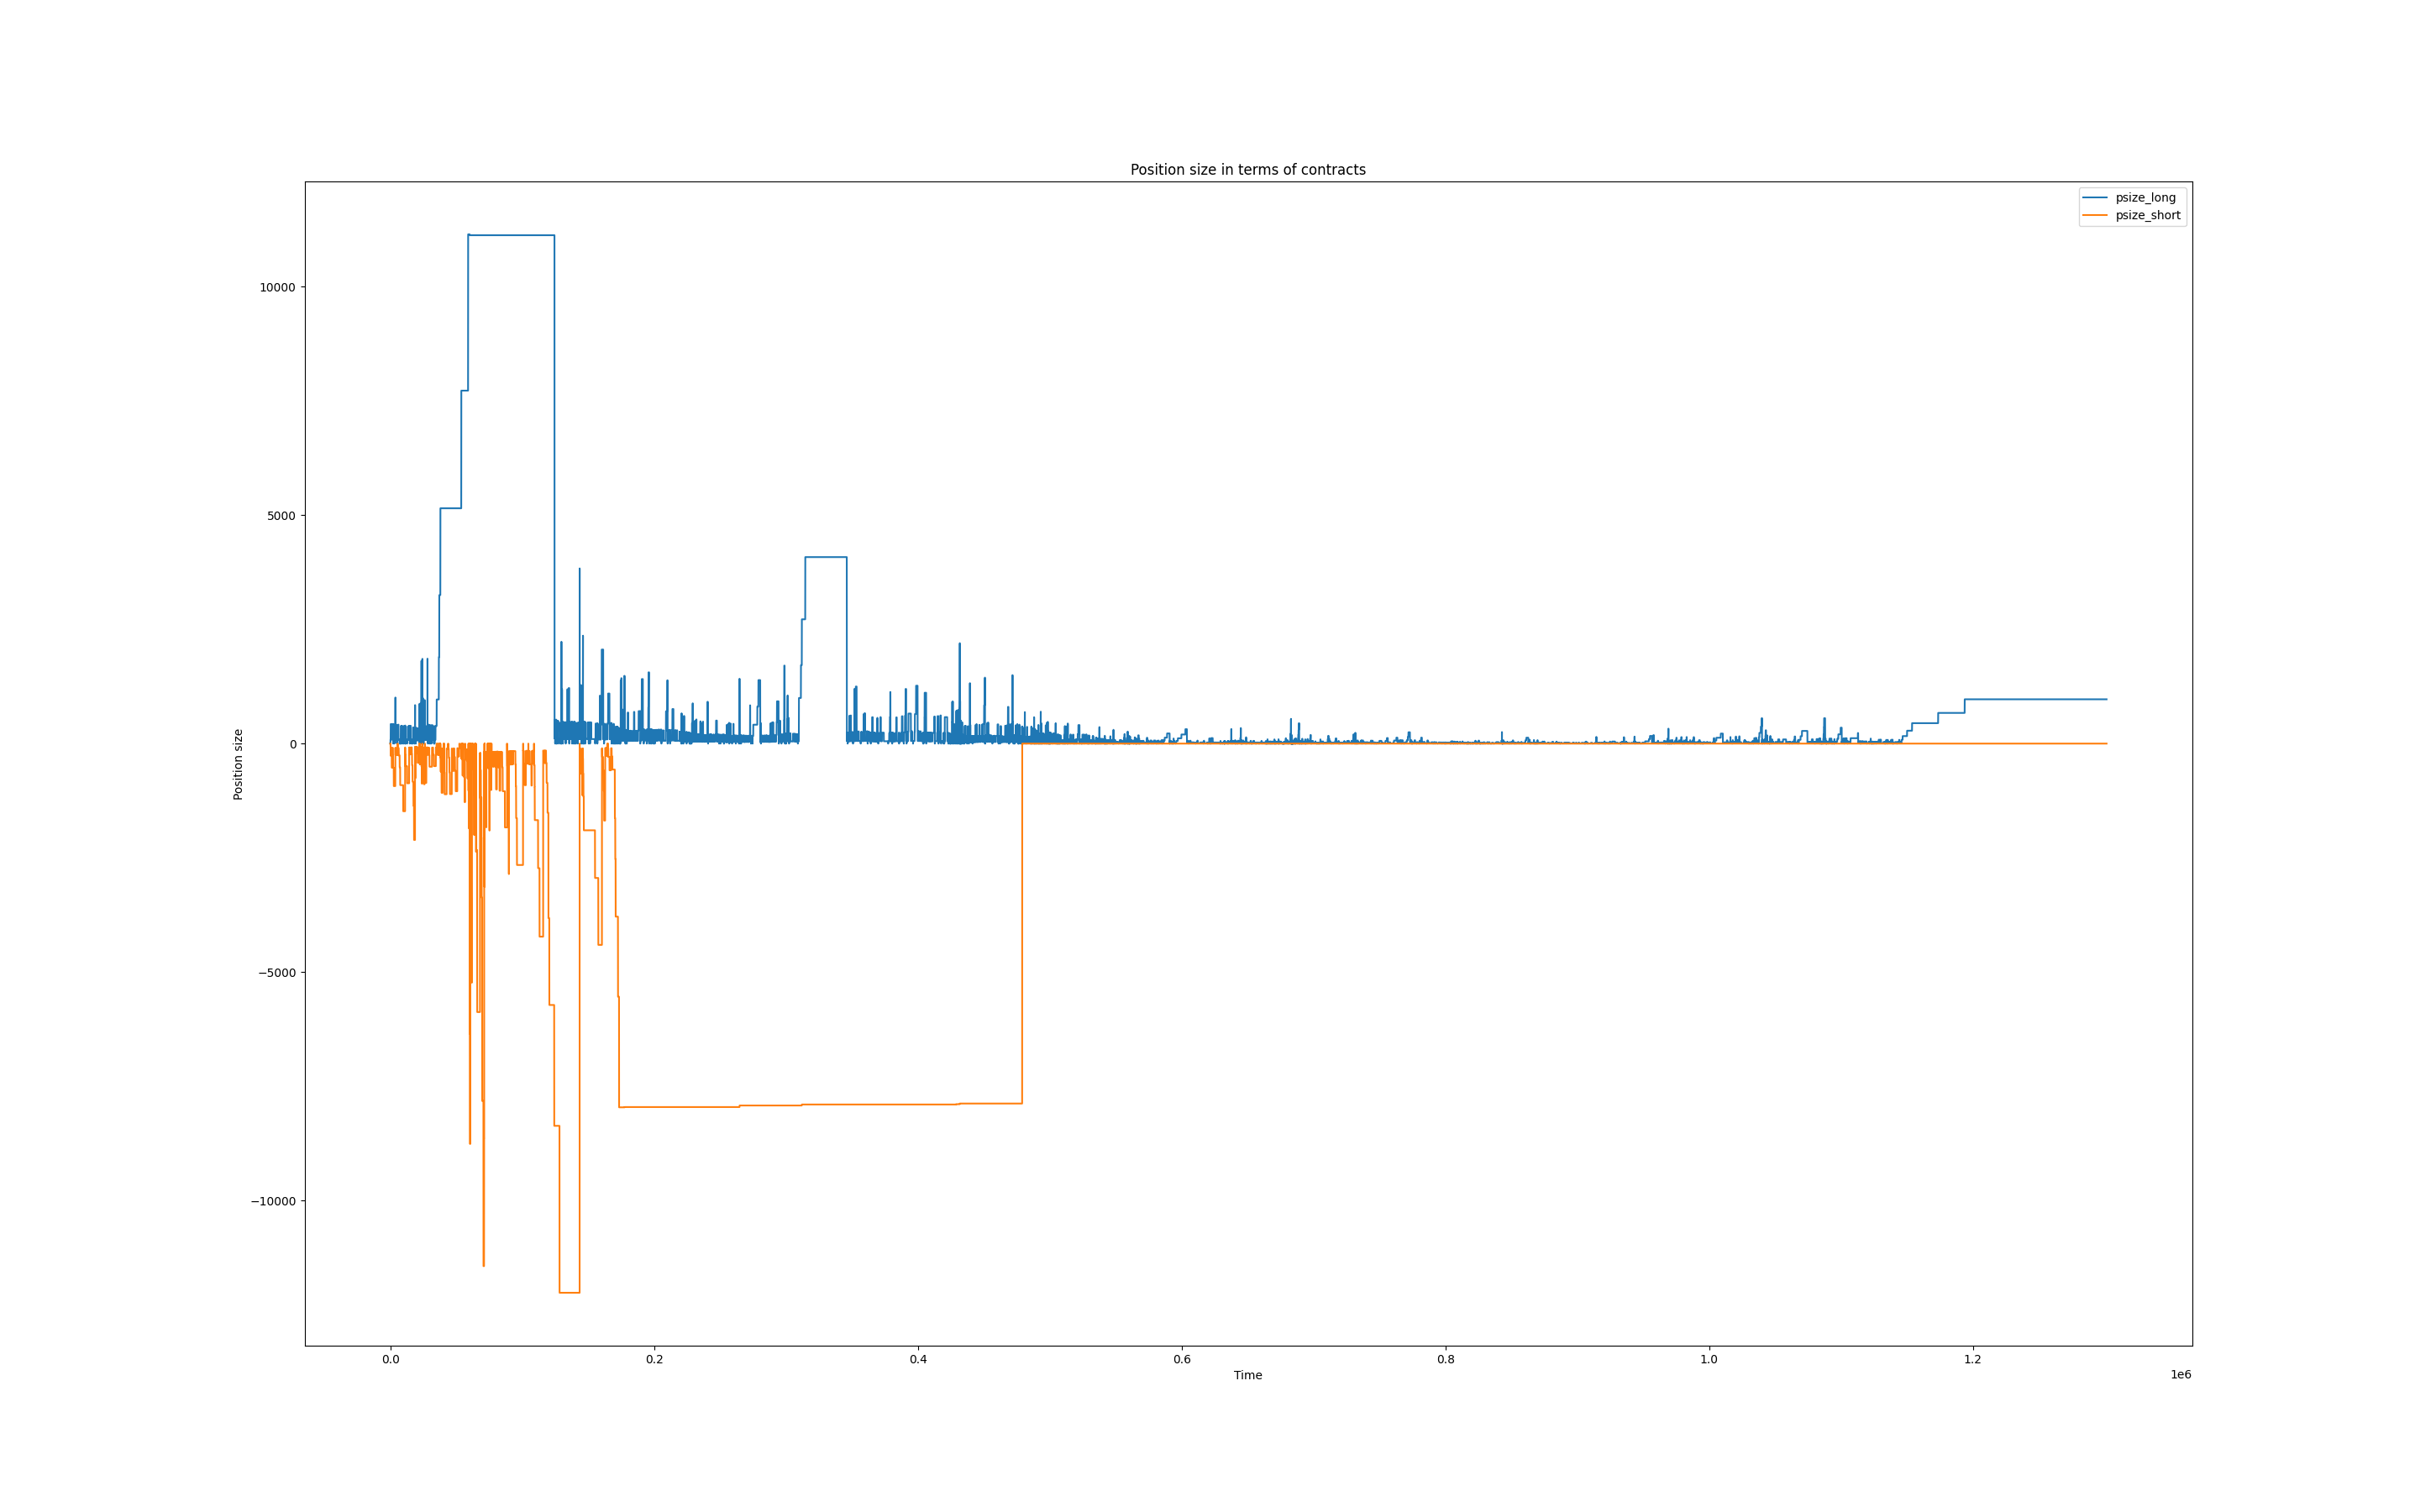 Position size in terms of contracts
psize_long
psize_short
10000
5000
0
−5000
−10000
Position size
0.0
0.2
0.4
0.6
0.8
1.0
1.2
1e6
Time